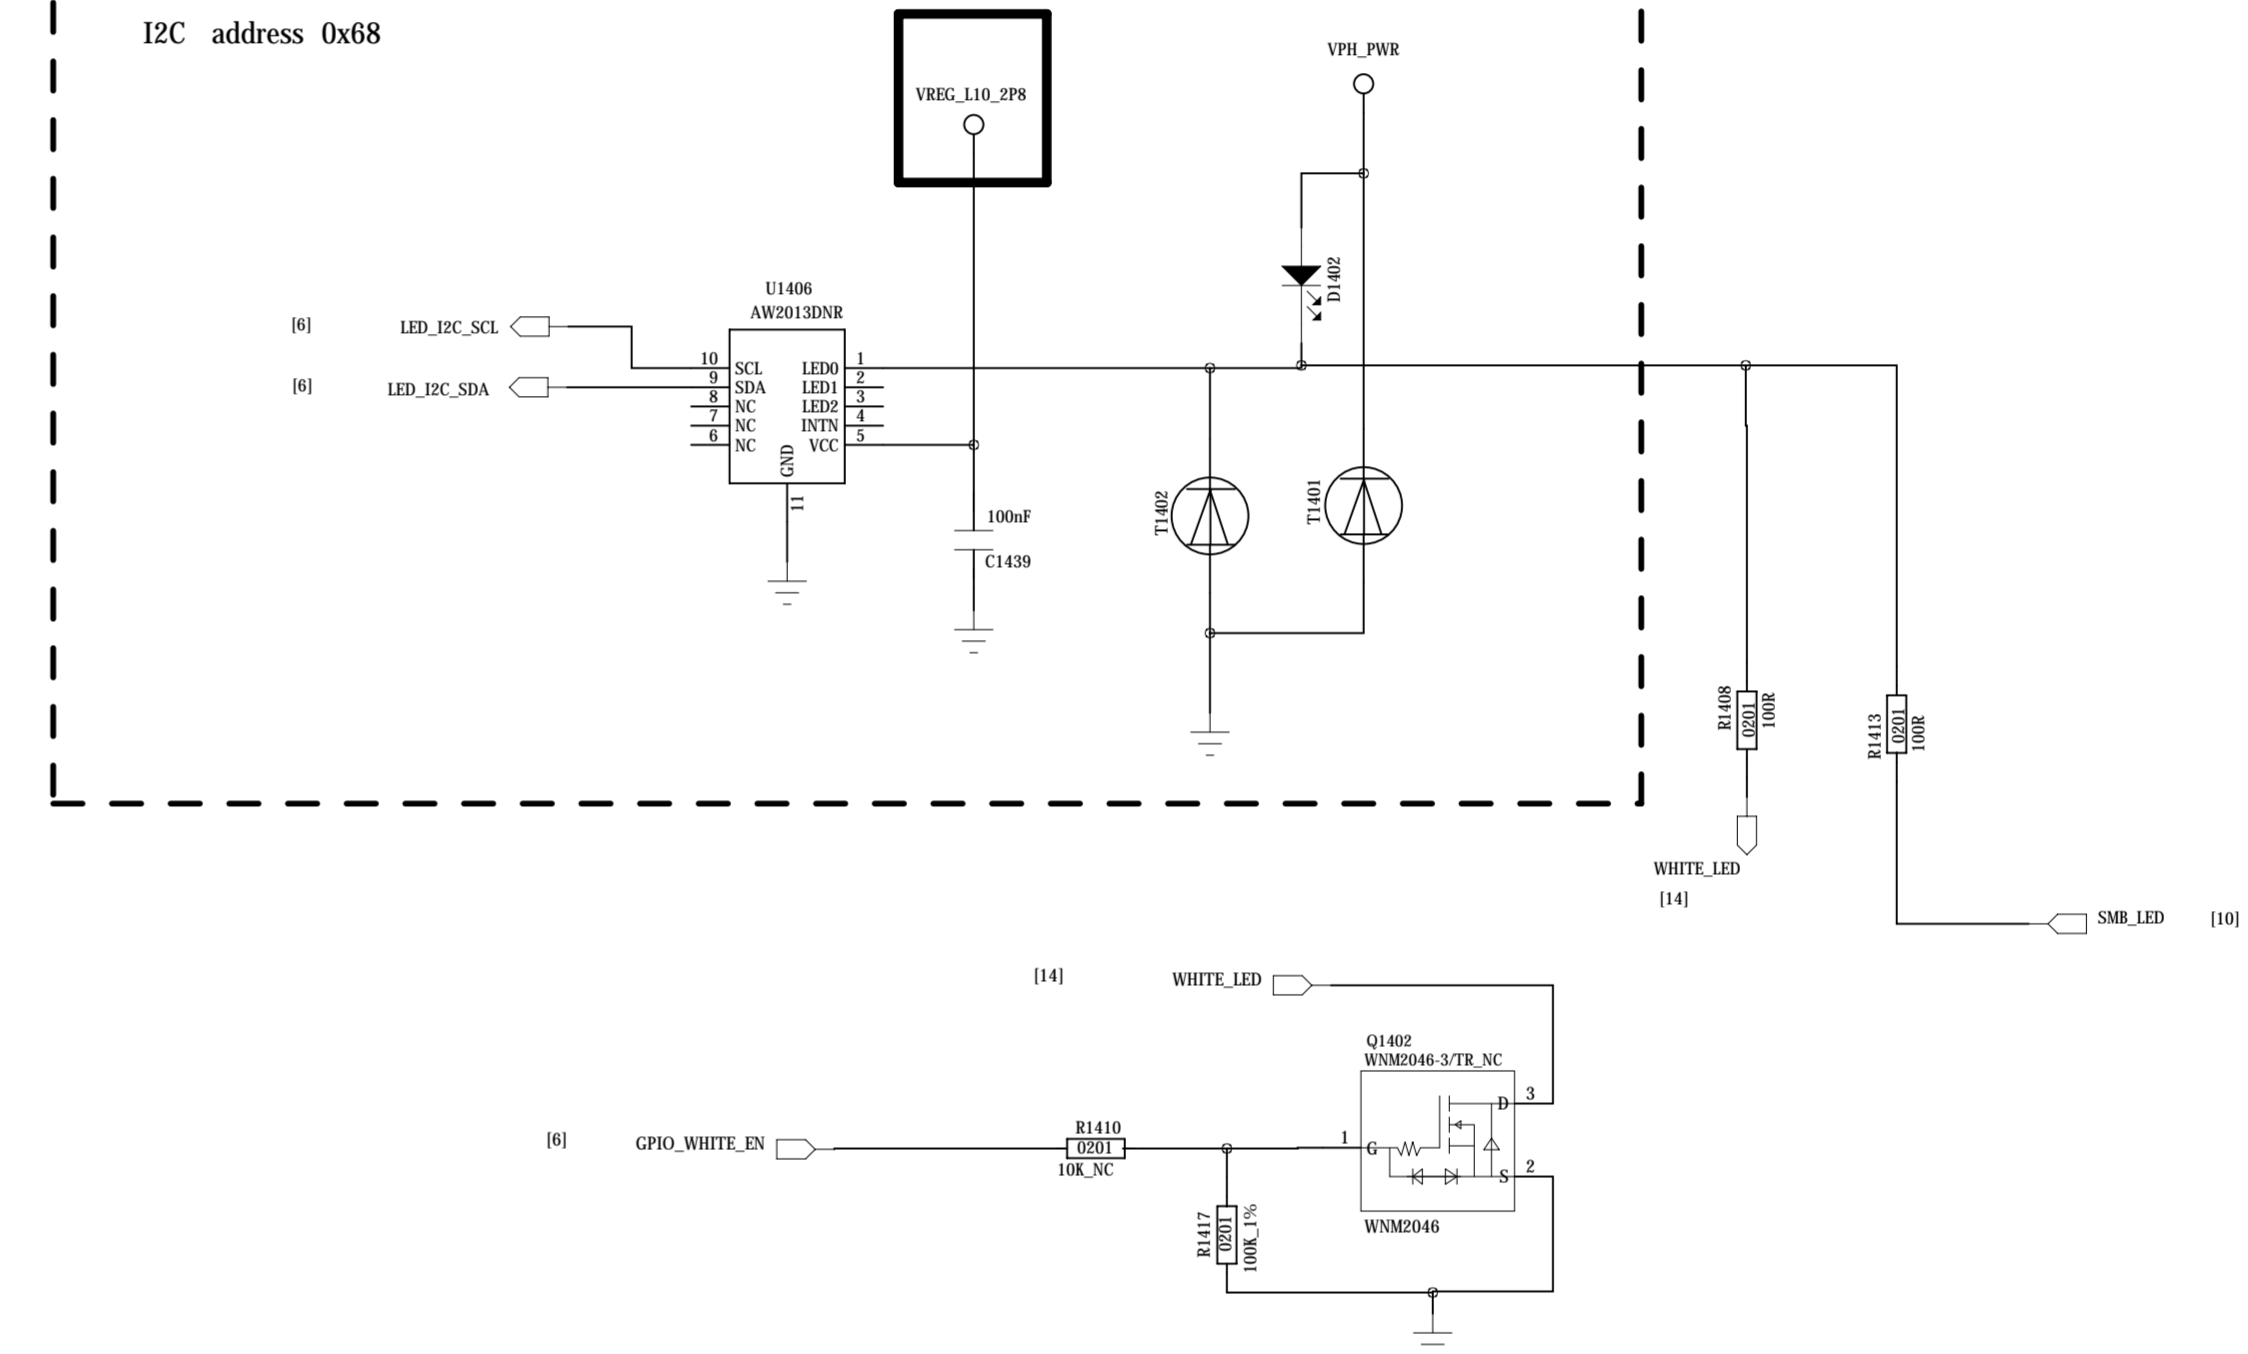 I2C address 0x68
VREG_L10_2P8
VPH_PWR
D1402
U1406
AW2013DNR
[6]
LED_I2C_SCL
[6]
LED_I2C_SDA
10
9
8
7
6
SCL
SDA
NC
NC
NC
LED0
LED1
LED2
INTN
VCC
GND
1
2
3
4
5
11
100nF
C1439
T1402
T1401
R1408
0201
100R
R1413
0201
100R
WHITE_LED
[14]
SMB_LED [10]
[14]
WHITE_LED
Q1402
WNM2046-3/TR_NC
D
3
G
1
S
2
WNM2046
[6]
GPIO_WHITE_EN
R1410
0201
10K_NC
R1417
0201
100K_1%